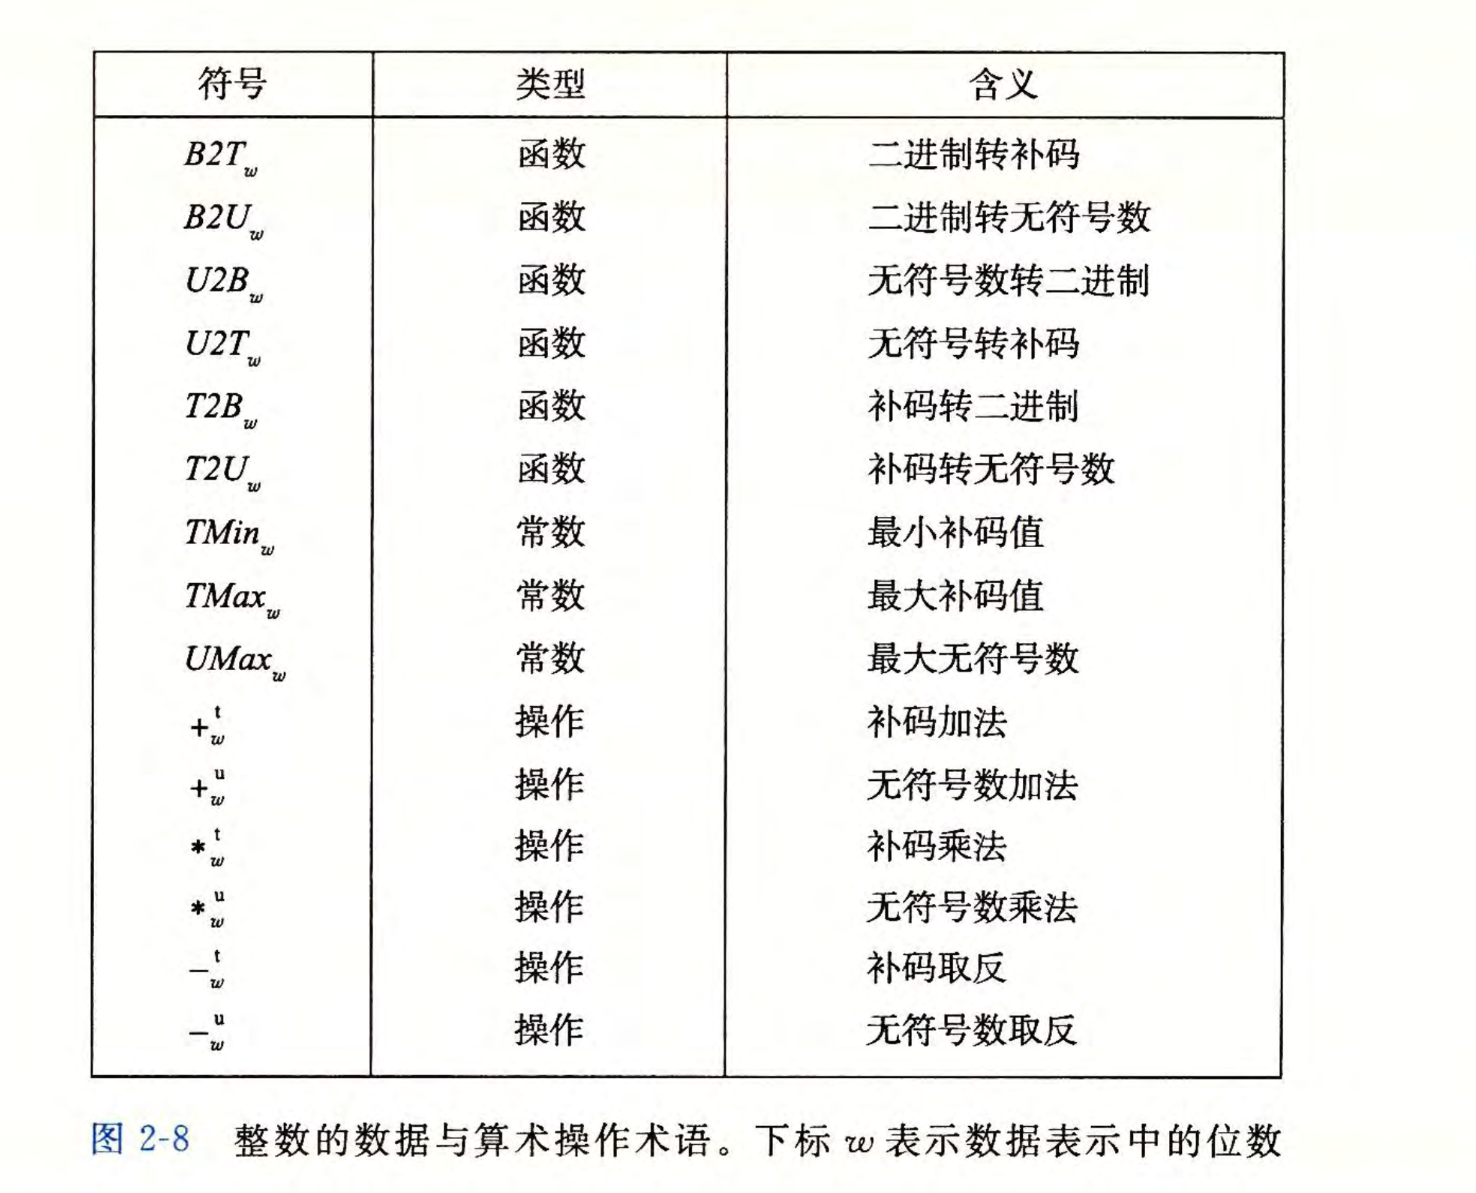 符号 类型 含义
B2T_w 函数 二进制转补码
B2U_w 函数 二进制转无符号数
U2B_w 函数 无符号数转二进制
U2T_w 函数 无符号转补码
T2B_w 函数 补码转二进制
T2U_w 函数 补码转无符号数
TMin_w 常数 最小补码值
TMax_w 常数 最大补码值
UMax_w 常数 最大无符号数
+^t_w 操作 补码加法
+^u_w 操作 无符号数加法
*^t_w 操作 补码乘法
*^u_w 操作 无符号数乘法
-^t_w 操作 补码取反
-^u_w 操作 无符号数取反
图 2-8 整数的数据与算术操作术语。下标 w 表示数据表示中的位数